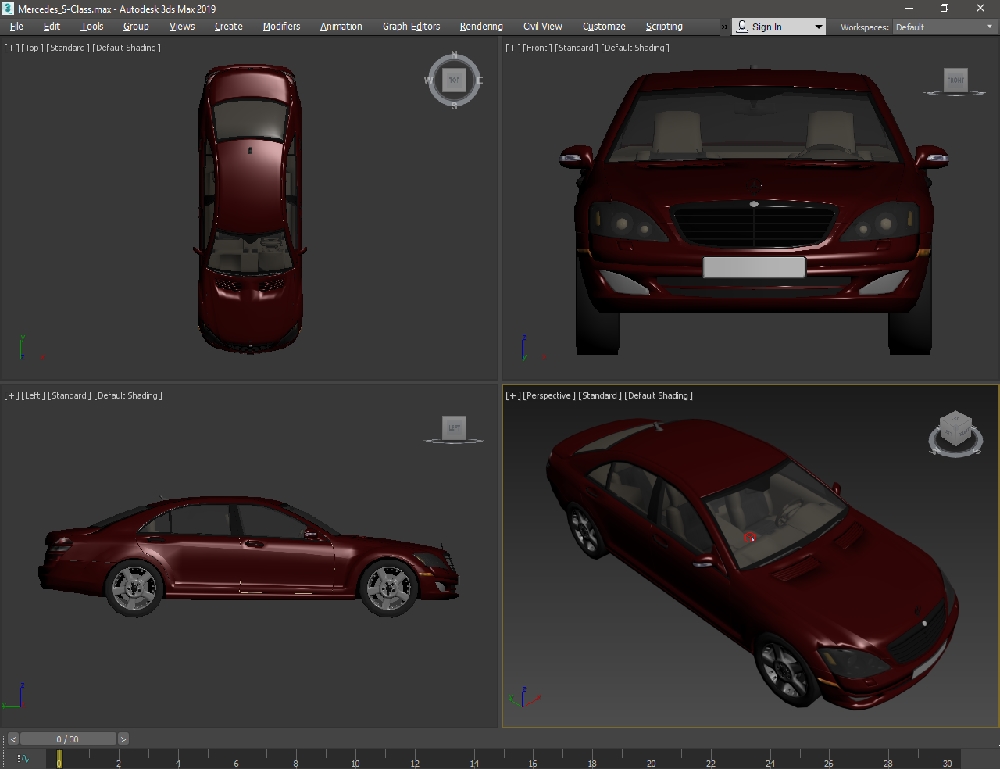 Mercedes_S-Class.max - Autodesk 3ds Max 2019
File Edit Tools Group Views Create Modifiers Animation Graph Editors Rendering Civil View Customize Scripting » Sign In Workspaces: Default
[+] [Top] [Standard] [Default Shading]
[+] [Front] [Standard] [Default Shading]
N
W TOP E
S
FRONT
[+] [Left] [Standard] [Default Shading]
[+] [Perspective] [Standard] [Default Shading]
LEFT
< 0 / 30 >
0 2 4 6 8 10 12 14 16 18 20 22 24 26 28 30